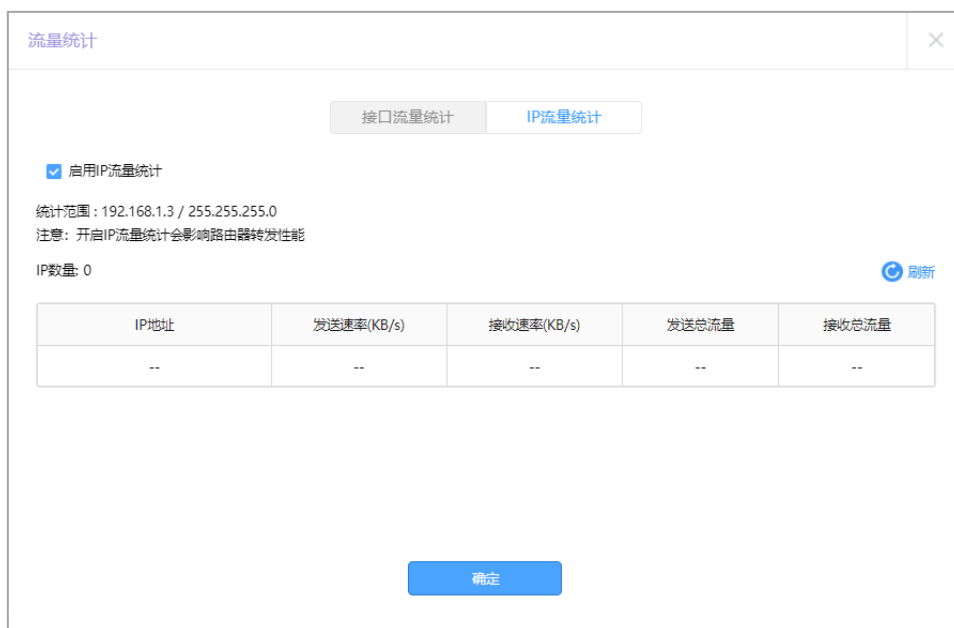 流量统计
接口流量统计 IP流量统计
启用IP流量统计
统计范围 : 192.168.1.3 / 255.255.255.0
注意：开启IP流量统计会影响路由器转发性能
IP数量: 0 刷新
IP地址 发送速率(KB/s) 接收速率(KB/s) 发送总流量 接收总流量
-- -- -- -- --
确定